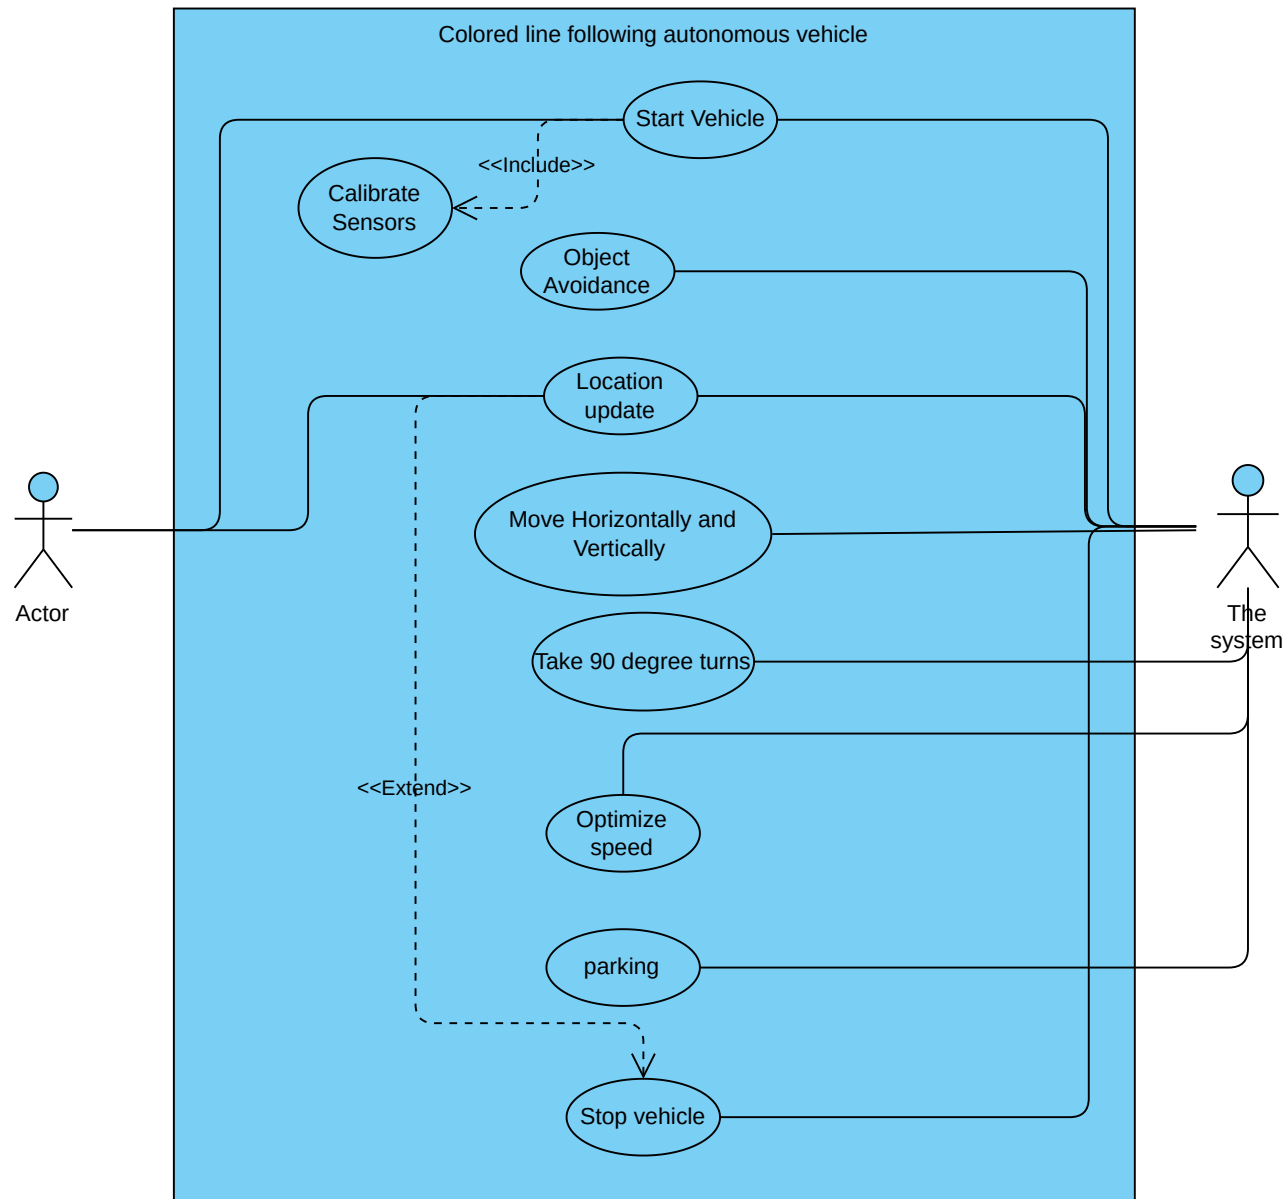 Colored line following autonomous vehicle
Start Vehicle
<<Include>>
Calibrate
Sensors
Object
Avoidance
Location
update
Move Horizontally and
Vertically
Actor
The
system
Take 90 degree turns
<<Extend>>
Optimize
speed
parking
Stop vehicle